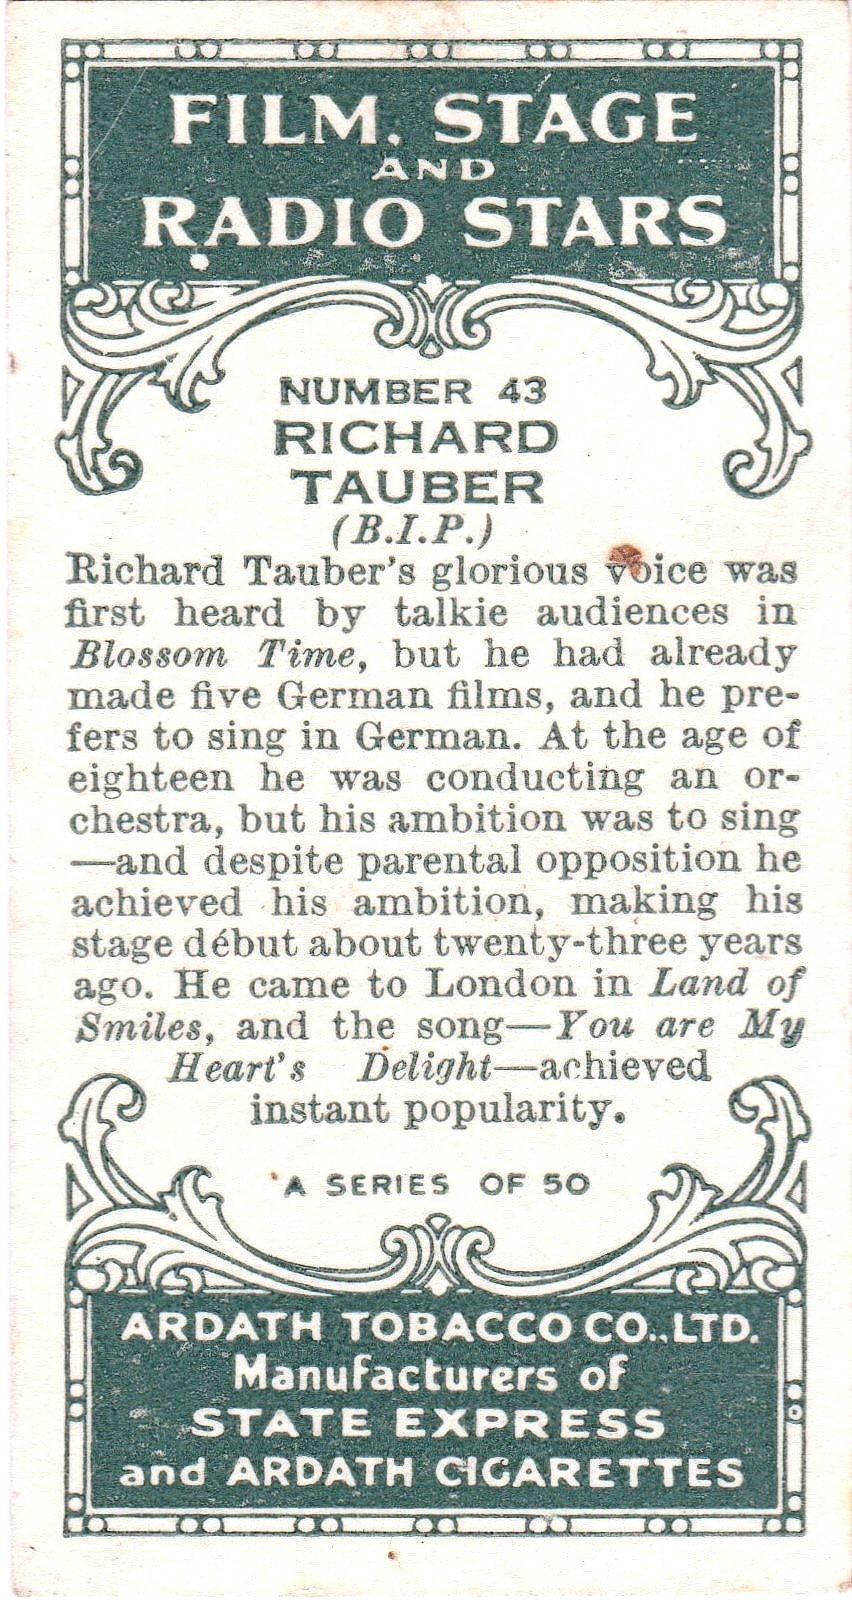 FILM, STAGE
AND
RADIO STARS
NUMBER 43
RICHARD
TAUBER
(B.I.P.)
Richard Tauber's glorious voice was
first heard by talkie audiences in
Blossom Time, but he had already
made five German films, and he pre-
fers to sing in German. At the age of
eighteen he was conducting an or-
chestra, but his ambition was to sing
—and despite parental opposition he
achieved his ambition, making his
stage début about twenty-three years
ago. He came to London in Land of
Smiles, and the song—You are My
Heart's Delight—achieved
instant popularity.
A SERIES OF 50
ARDATH TOBACCO CO., LTD.
Manufacturers of
STATE EXPRESS
and ARDATH CIGARETTES